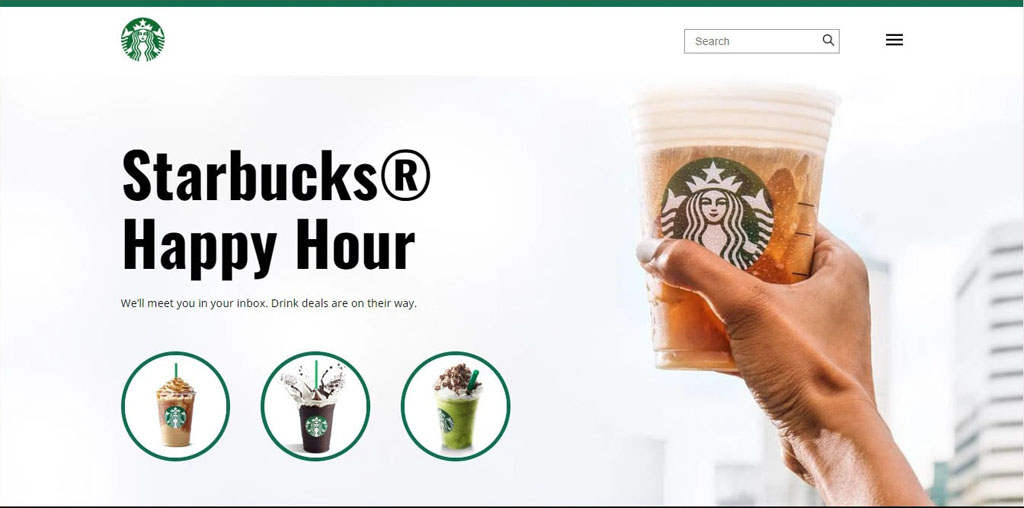 Search
Starbucks®
Happy Hour
We'll meet you in your inbox. Drink deals are on their way.